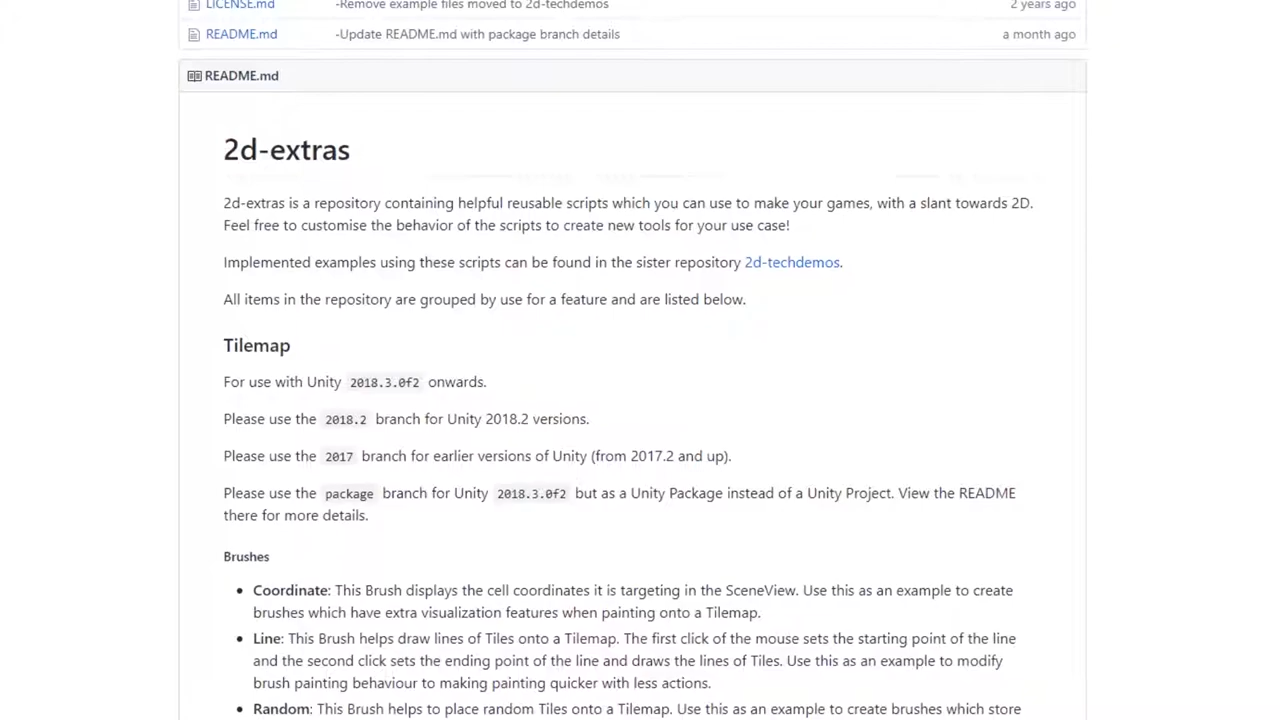 LICENSE.md -Remove example files moved to 2d-techdemos 2 years ago
README.md -Update README.md with package branch details a month ago
README.md
2d-extras
2d-extras is a repository containing helpful reusable scripts which you can use to make your games, with a slant towards 2D.
Feel free to customise the behavior of the scripts to create new tools for your use case!
Implemented examples using these scripts can be found in the sister repository 2d-techdemos.
All items in the repository are grouped by use for a feature and are listed below.
Tilemap
For use with Unity 2018.3.0f2 onwards.
Please use the 2018.2 branch for Unity 2018.2 versions.
Please use the 2017 branch for earlier versions of Unity (from 2017.2 and up).
Please use the package branch for Unity 2018.3.0f2 but as a Unity Package instead of a Unity Project. View the README
there for more details.
Brushes
• Coordinate: This Brush displays the cell coordinates it is targeting in the SceneView. Use this as an example to create
brushes which have extra visualization features when painting onto a Tilemap.
• Line: This Brush helps draw lines of Tiles onto a Tilemap. The first click of the mouse sets the starting point of the line
and the second click sets the ending point of the line and draws the lines of Tiles. Use this as an example to modify
brush painting behaviour to making painting quicker with less actions.
• Random: This Brush helps to place random Tiles onto a Tilemap. Use this as an example to create brushes which store